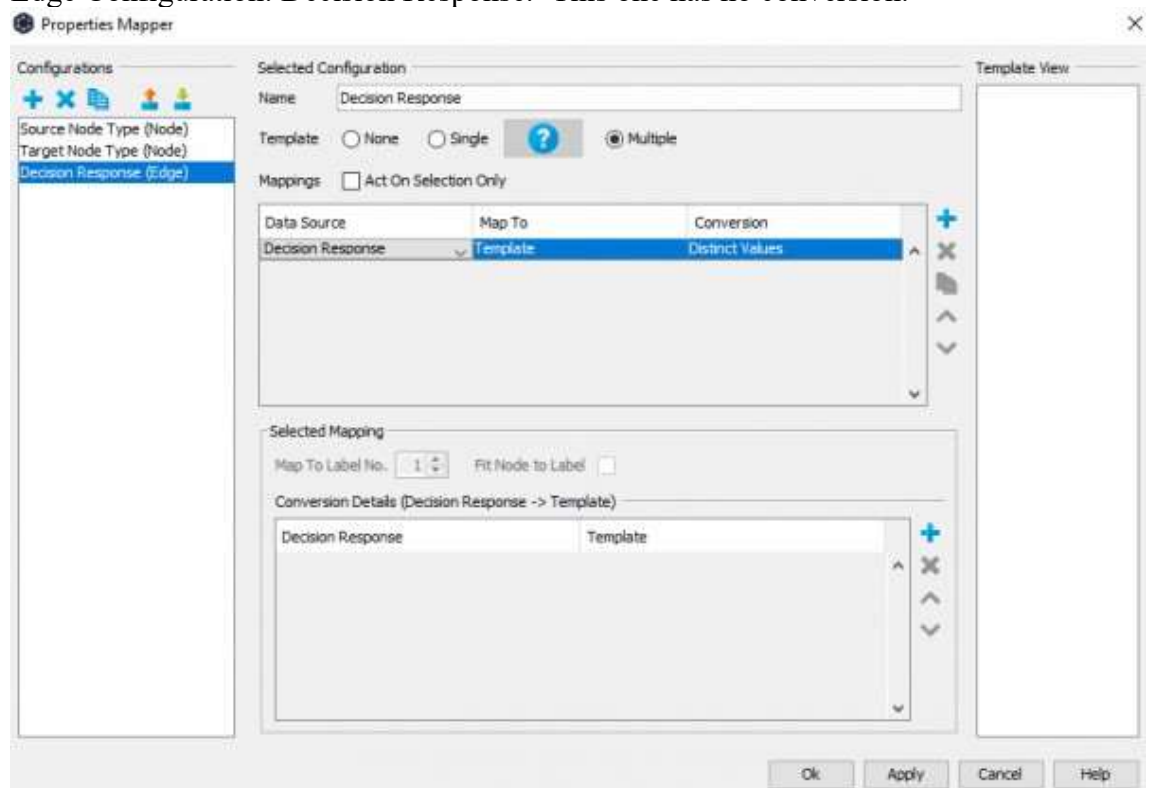 Edge Configuration: Decision Response. This one has no conversion.
Properties Mapper
Configurations
Source Node Type (Node)
Target Node Type (Node)
Decision Response (Edge)
Selected Configuration
Name Decision Response
Template None Single ? Multiple
Mappings Act On Selection Only
Data Source Map To Conversion
Decision Response Template Distinct Values
Selected Mapping
Map To Label No. 1 Fit Node to Label
Conversion Details (Decision Response -> Template)
Decision Response Template
Template View
Ok Apply Cancel Help